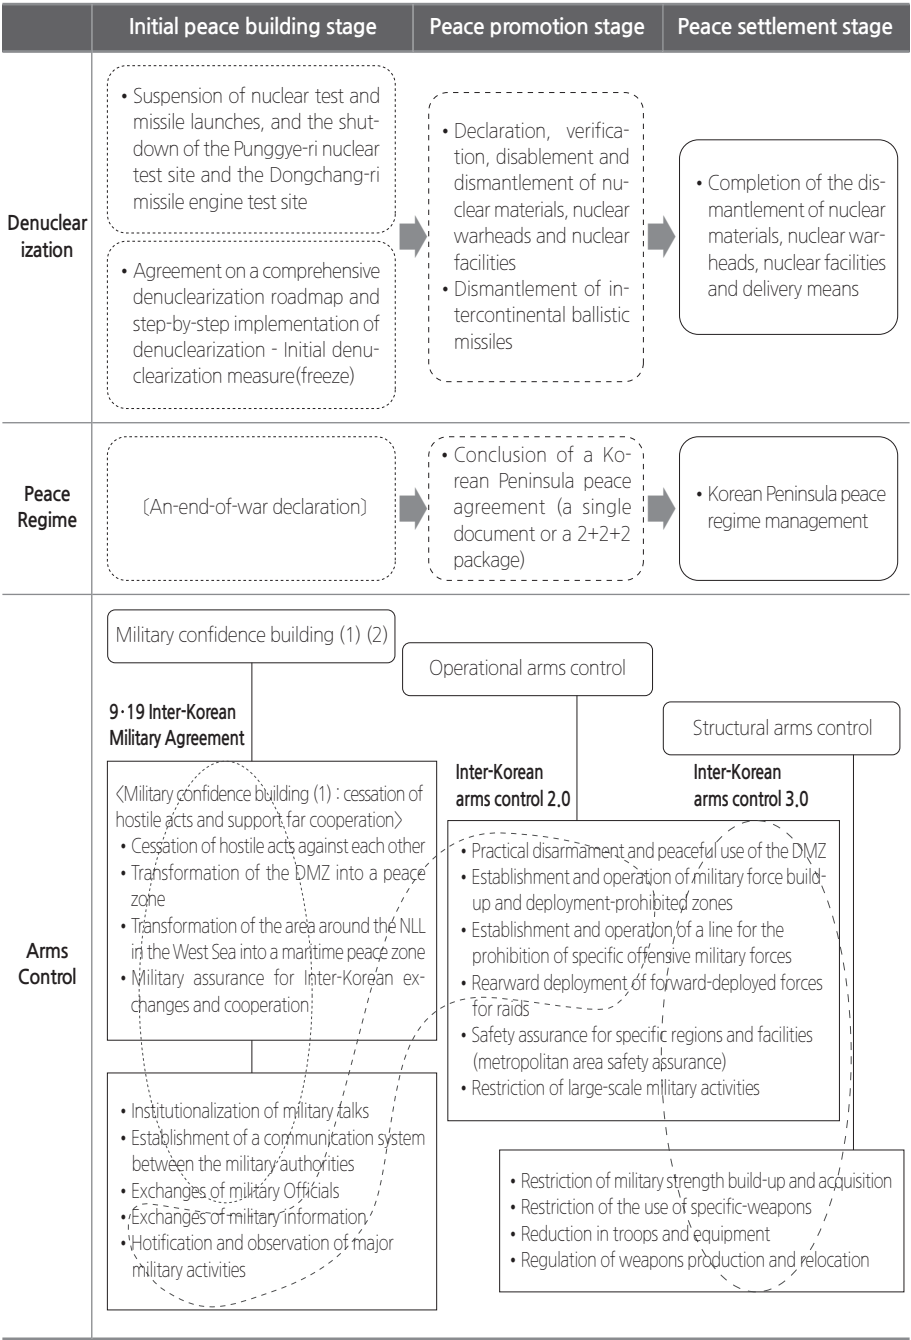 Initial peace building stage
Peace promotion stage
Peace settlement stage
Denuclear
ization
• Suspension of nuclear test and
missile launches, and the shut-
down of the Punggye-ri nuclear
test site and the Dongchang-ri
missile engine test site
• Agreement on a comprehensive
denuclearization roadmap and
step-by-step implementation of
denuclearization - Initial denu-
clearization measure(freeze)
• Declaration, verifica-
tion, disablement and
dismantlement of nu-
clear materials, nuclear
warheads and nuclear
facilities
• Dismantlement of in-
tercontinental ballistic
missiles
• Completion of the dis-
mantlement of nuclear
materials, nuclear war-
heads, nuclear facilities
and delivery means
Peace
Regime
〔An-end-of-war declaration〕
• Conclusion of a Ko-
rean Peninsula peace
agreement (a single
document or a 2+2+2
package)
• Korean Peninsula peace
regime management
Arms
Control
Military confidence building (1) (2)
Operational arms control
Structural arms control
9·19 Inter-Korean
Military Agreement
Inter-Korean
arms control 2.0
Inter-Korean
arms control 3.0
〈Military confidence building (1) : cessation of
hostile acts and support far cooperation〉
• Cessation of hostile acts against each other
• Transformation of the DMZ into a peace
zone
• Transformation of the area around the NLL
in the West Sea into a maritime peace zone
• Military assurance for Inter-Korean ex-
changes and cooperation
• Institutionalization of military talks
• Establishment of a communication system
between the military authorities
• Exchanges of military Officials
• Exchanges of military information
• Hotification and observation of major
military activities
• Practical disarmament and peaceful use of the DMZ
• Establishment and operation of military force build-
up and deployment-prohibited zones
• Establishment and operation of a line for the
prohibition of specific offensive military forces
• Rearward deployment of forward-deployed forces
for raids
• Safety assurance for specific regions and facilities
(metropolitan area safety assurance)
• Restriction of large-scale military activities
• Restriction of military strength build-up and acquisition
• Restriction of the use of specific-weapons
• Reduction in troops and equipment
• Regulation of weapons production and relocation